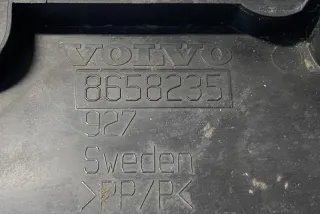 VOLVO
8658235
927
Sweden
>PP/P<